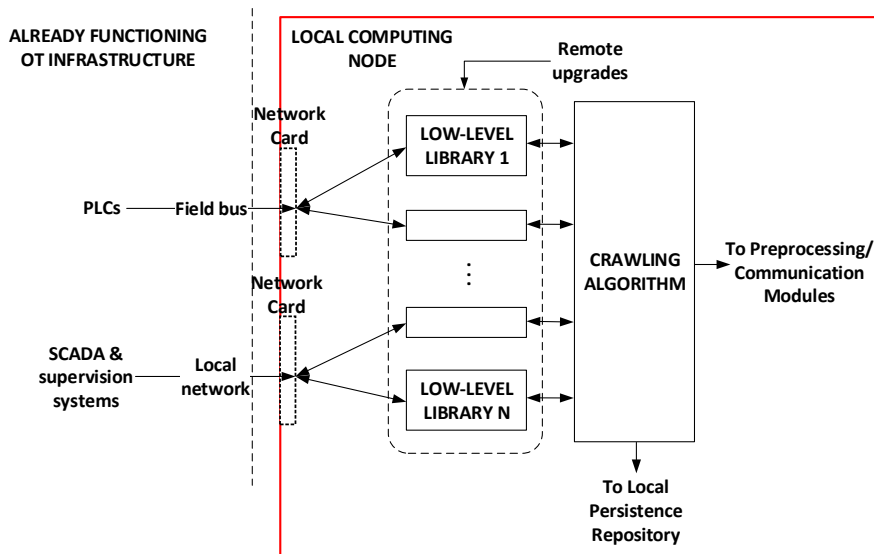 ALREADY FUNCTIONING
OT INFRASTRUCTURE
LOCAL COMPUTING
NODE
Remote
upgrades
Network
Card
LOW-LEVEL
LIBRARY 1
PLCs
Field bus
⋮
CRAWLING
ALGORITHM
To Preprocessing/
Communication
Modules
Network
Card
SCADA &
supervision
systems
Local
network
LOW-LEVEL
LIBRARY N
To Local
Persistence
Repository